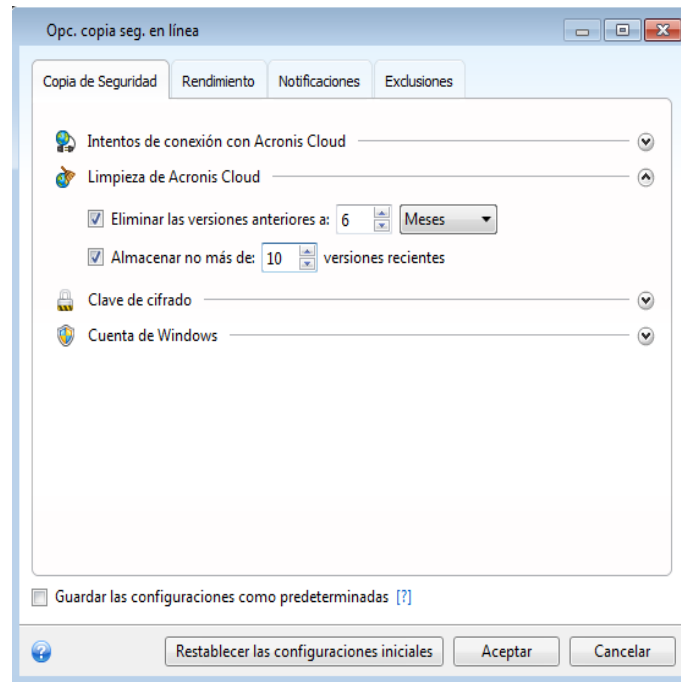 Opc. copia seg. en línea
Copia de Seguridad Rendimiento Notificaciones Exclusiones
Intentos de conexión con Acronis Cloud
Limpieza de Acronis Cloud
Eliminar las versiones anteriores a: 6 Meses
Almacenar no más de: 10 versiones recientes
Clave de cifrado
Cuenta de Windows
Guardar las configuraciones como predeterminadas [?]
Restablecer las configuraciones iniciales Aceptar Cancelar